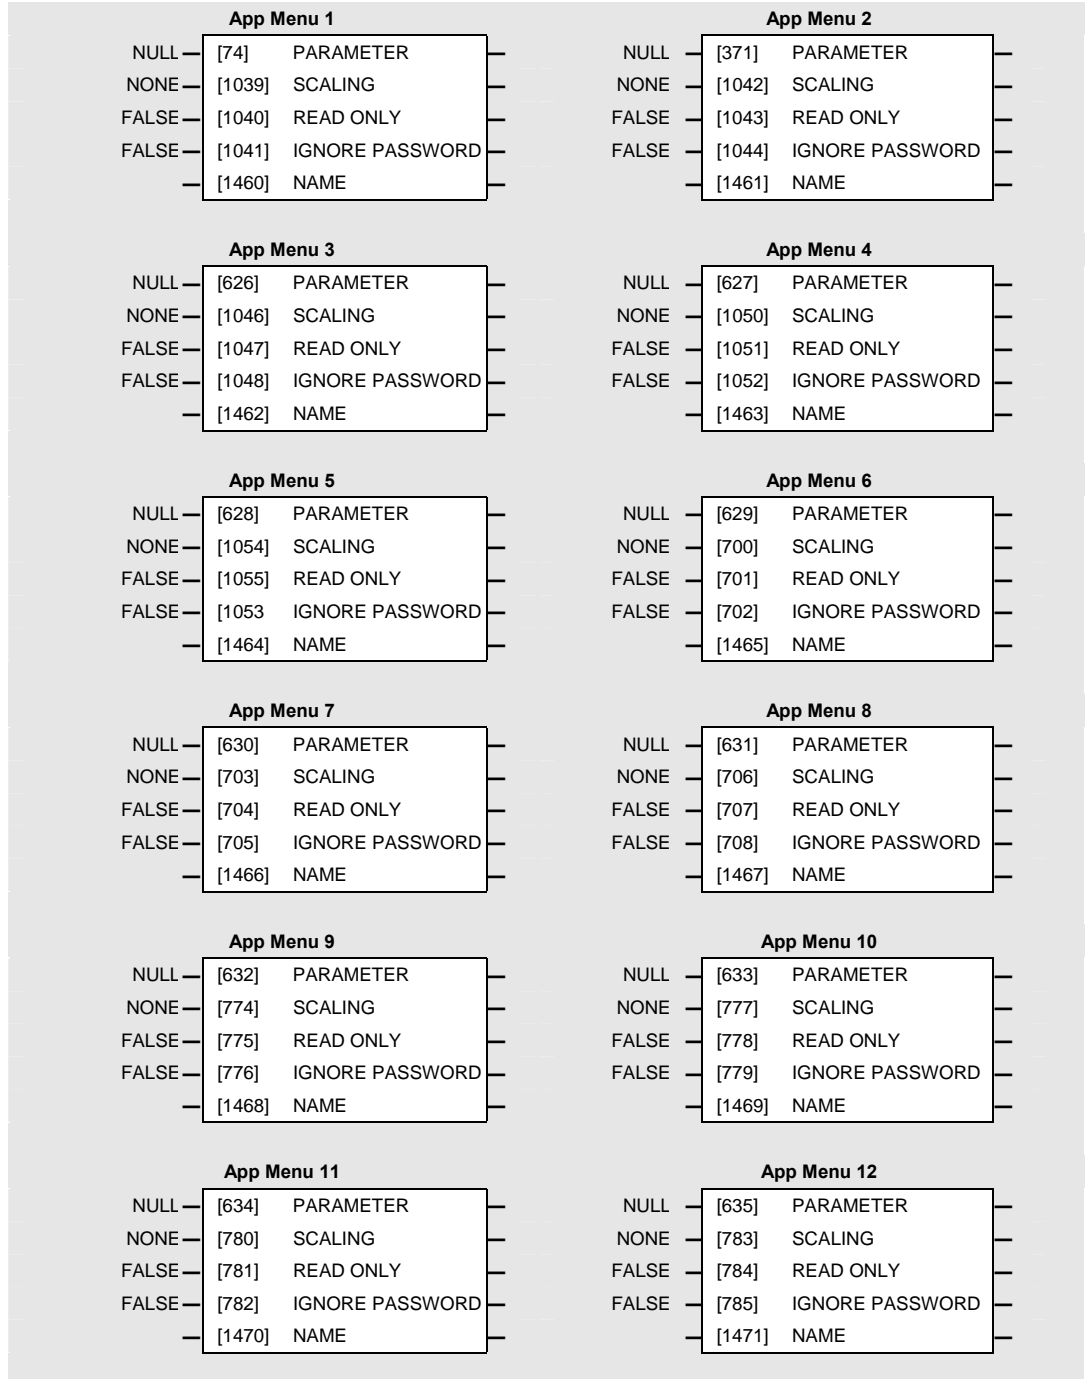 App Menu 1
NULL [74] PARAMETER
NONE [1039] SCALING
FALSE [1040] READ ONLY
FALSE [1041] IGNORE PASSWORD
[1460] NAME
App Menu 2
NULL [371] PARAMETER
NONE [1042] SCALING
FALSE [1043] READ ONLY
FALSE [1044] IGNORE PASSWORD
[1461] NAME
App Menu 3
NULL [626] PARAMETER
NONE [1046] SCALING
FALSE [1047] READ ONLY
FALSE [1048] IGNORE PASSWORD
[1462] NAME
App Menu 4
NULL [627] PARAMETER
NONE [1050] SCALING
FALSE [1051] READ ONLY
FALSE [1052] IGNORE PASSWORD
[1463] NAME
App Menu 5
NULL [628] PARAMETER
NONE [1054] SCALING
FALSE [1055] READ ONLY
FALSE [1053 IGNORE PASSWORD
[1464] NAME
App Menu 6
NULL [629] PARAMETER
NONE [700] SCALING
FALSE [701] READ ONLY
FALSE [702] IGNORE PASSWORD
[1465] NAME
App Menu 7
NULL [630] PARAMETER
NONE [703] SCALING
FALSE [704] READ ONLY
FALSE [705] IGNORE PASSWORD
[1466] NAME
App Menu 8
NULL [631] PARAMETER
NONE [706] SCALING
FALSE [707] READ ONLY
FALSE [708] IGNORE PASSWORD
[1467] NAME
App Menu 9
NULL [632] PARAMETER
NONE [774] SCALING
FALSE [775] READ ONLY
FALSE [776] IGNORE PASSWORD
[1468] NAME
App Menu 10
NULL [633] PARAMETER
NONE [777] SCALING
FALSE [778] READ ONLY
FALSE [779] IGNORE PASSWORD
[1469] NAME
App Menu 11
NULL [634] PARAMETER
NONE [780] SCALING
FALSE [781] READ ONLY
FALSE [782] IGNORE PASSWORD
[1470] NAME
App Menu 12
NULL [635] PARAMETER
NONE [783] SCALING
FALSE [784] READ ONLY
FALSE [785] IGNORE PASSWORD
[1471] NAME